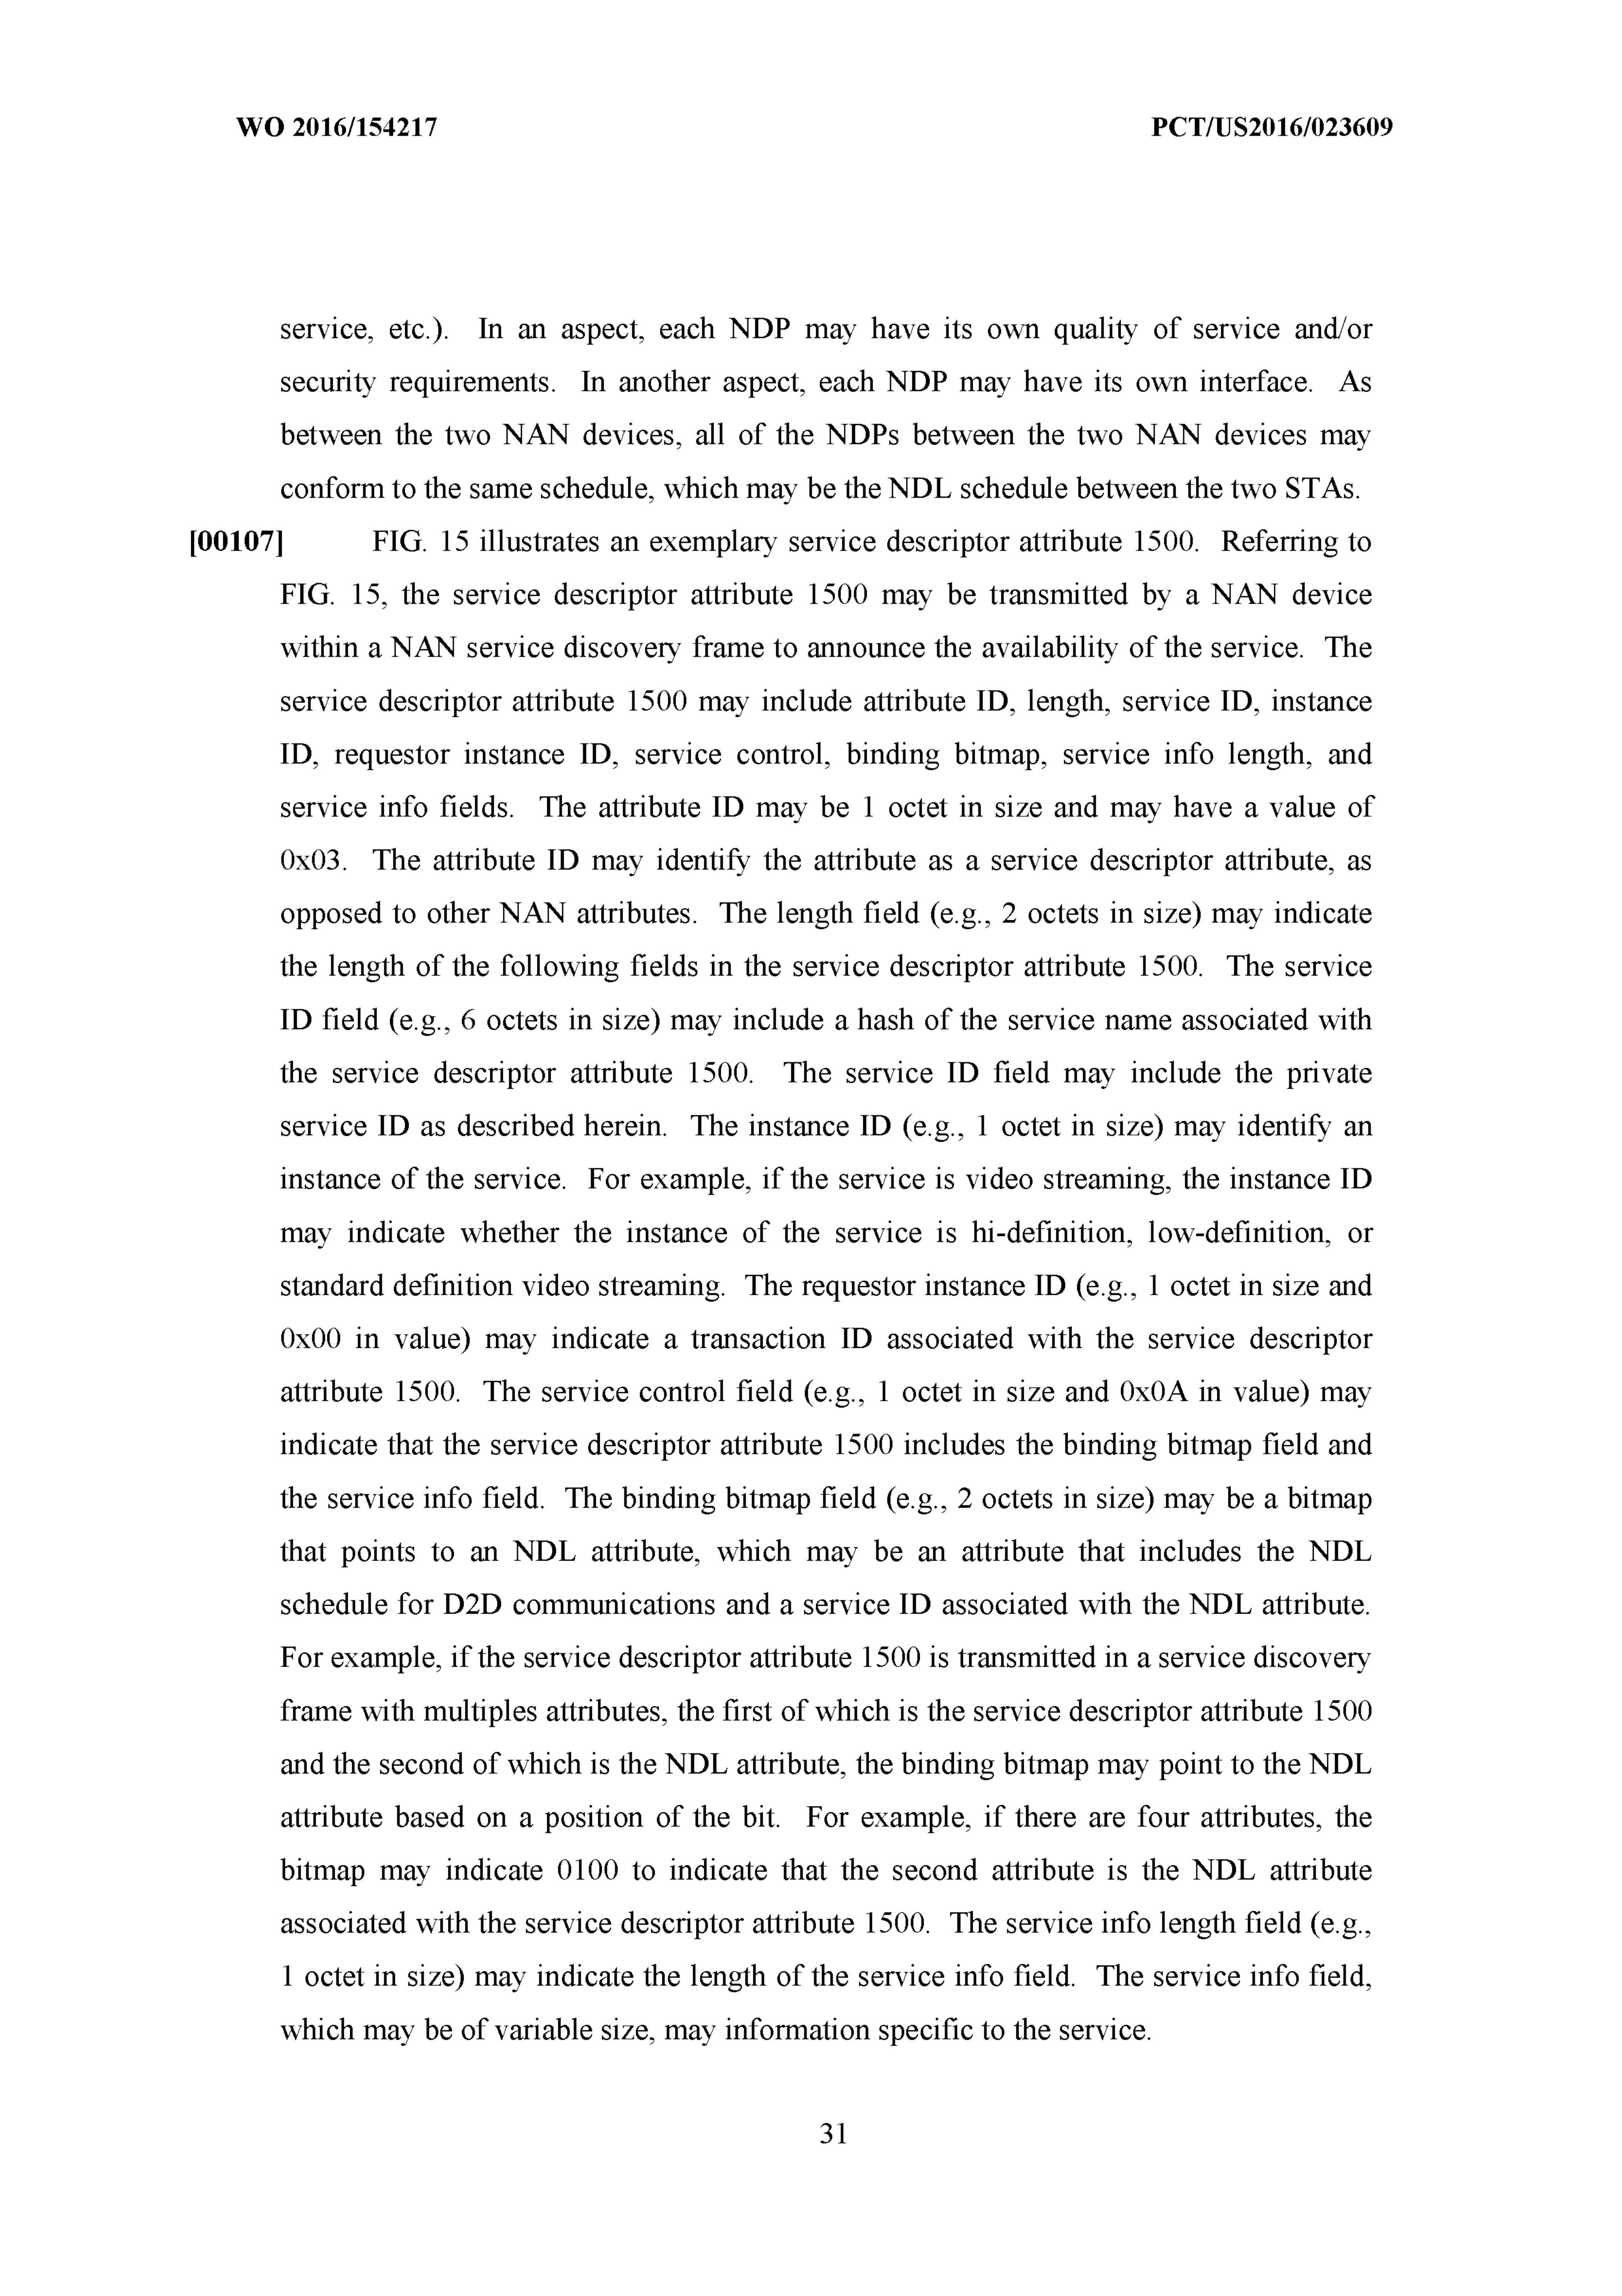 WO 2016/154217 PCT/US2016/023609
service, etc.). In an aspect, each NDP may have its own quality of service and/or
security requirements. In another aspect, each NDP may have its own interface. As
between the two NAN devices, all of the NDPs between the two NAN devices may
conform to the same schedule, which may be the NDL schedule between the two STAs.
[00107] FIG. 15 illustrates an exemplary service descriptor attribute 1500. Referring to
FIG. 15, the service descriptor attribute 1500 may be transmitted by a NAN device
within a NAN service discovery frame to announce the availability of the service. The
service descriptor attribute 1500 may include attribute ID, length, service ID, instance
ID, requestor instance ID, service control, binding bitmap, service info length, and
service info fields. The attribute ID may be 1 octet in size and may have a value of
0x03. The attribute ID may identify the attribute as a service descriptor attribute, as
opposed to other NAN attributes. The length field (e.g., 2 octets in size) may indicate
the length of the following fields in the service descriptor attribute 1500. The service
ID field (e.g., 6 octets in size) may include a hash of the service name associated with
the service descriptor attribute 1500. The service ID field may include the private
service ID as described herein. The instance ID (e.g., 1 octet in size) may identify an
instance of the service. For example, if the service is video streaming, the instance ID
may indicate whether the instance of the service is hi-definition, low-definition, or
standard definition video streaming. The requestor instance ID (e.g., 1 octet in size and
0x00 in value) may indicate a transaction ID associated with the service descriptor
attribute 1500. The service control field (e.g., 1 octet in size and 0x0A in value) may
indicate that the service descriptor attribute 1500 includes the binding bitmap field and
the service info field. The binding bitmap field (e.g., 2 octets in size) may be a bitmap
that points to an NDL attribute, which may be an attribute that includes the NDL
schedule for D2D communications and a service ID associated with the NDL attribute.
For example, if the service descriptor attribute 1500 is transmitted in a service discovery
frame with multiples attributes, the first of which is the service descriptor attribute 1500
and the second of which is the NDL attribute, the binding bitmap may point to the NDL
attribute based on a position of the bit. For example, if there are four attributes, the
bitmap may indicate 0100 to indicate that the second attribute is the NDL attribute
associated with the service descriptor attribute 1500. The service info length field (e.g.,
1 octet in size) may indicate the length of the service info field. The service info field,
which may be of variable size, may information specific to the service.
31